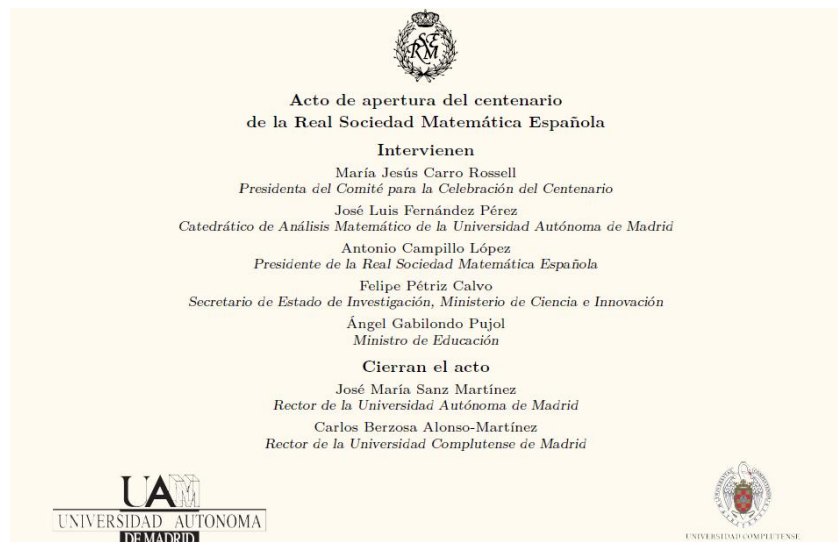 RSME
Acto de apertura del centenario
de la Real Sociedad Matemática Española
Intervienen
María Jesús Carro Rossell
Presidenta del Comité para la Celebración del Centenario
José Luis Fernández Pérez
Catedrático de Análisis Matemático de la Universidad Autónoma de Madrid
Antonio Campillo López
Presidente de la Real Sociedad Matemática Española
Felipe Pétriz Calvo
Secretario de Estado de Investigación, Ministerio de Ciencia e Innovación
Ángel Gabilondo Pujol
Ministro de Educación
Cierran el acto
José María Sanz Martínez
Rector de la Universidad Autónoma de Madrid
Carlos Berzosa Alonso-Martínez
Rector de la Universidad Complutense de Madrid
UAM
UNIVERSIDAD AUTONOMA
DE MADRID
UNIVERSIDAD COMPLUTENSE